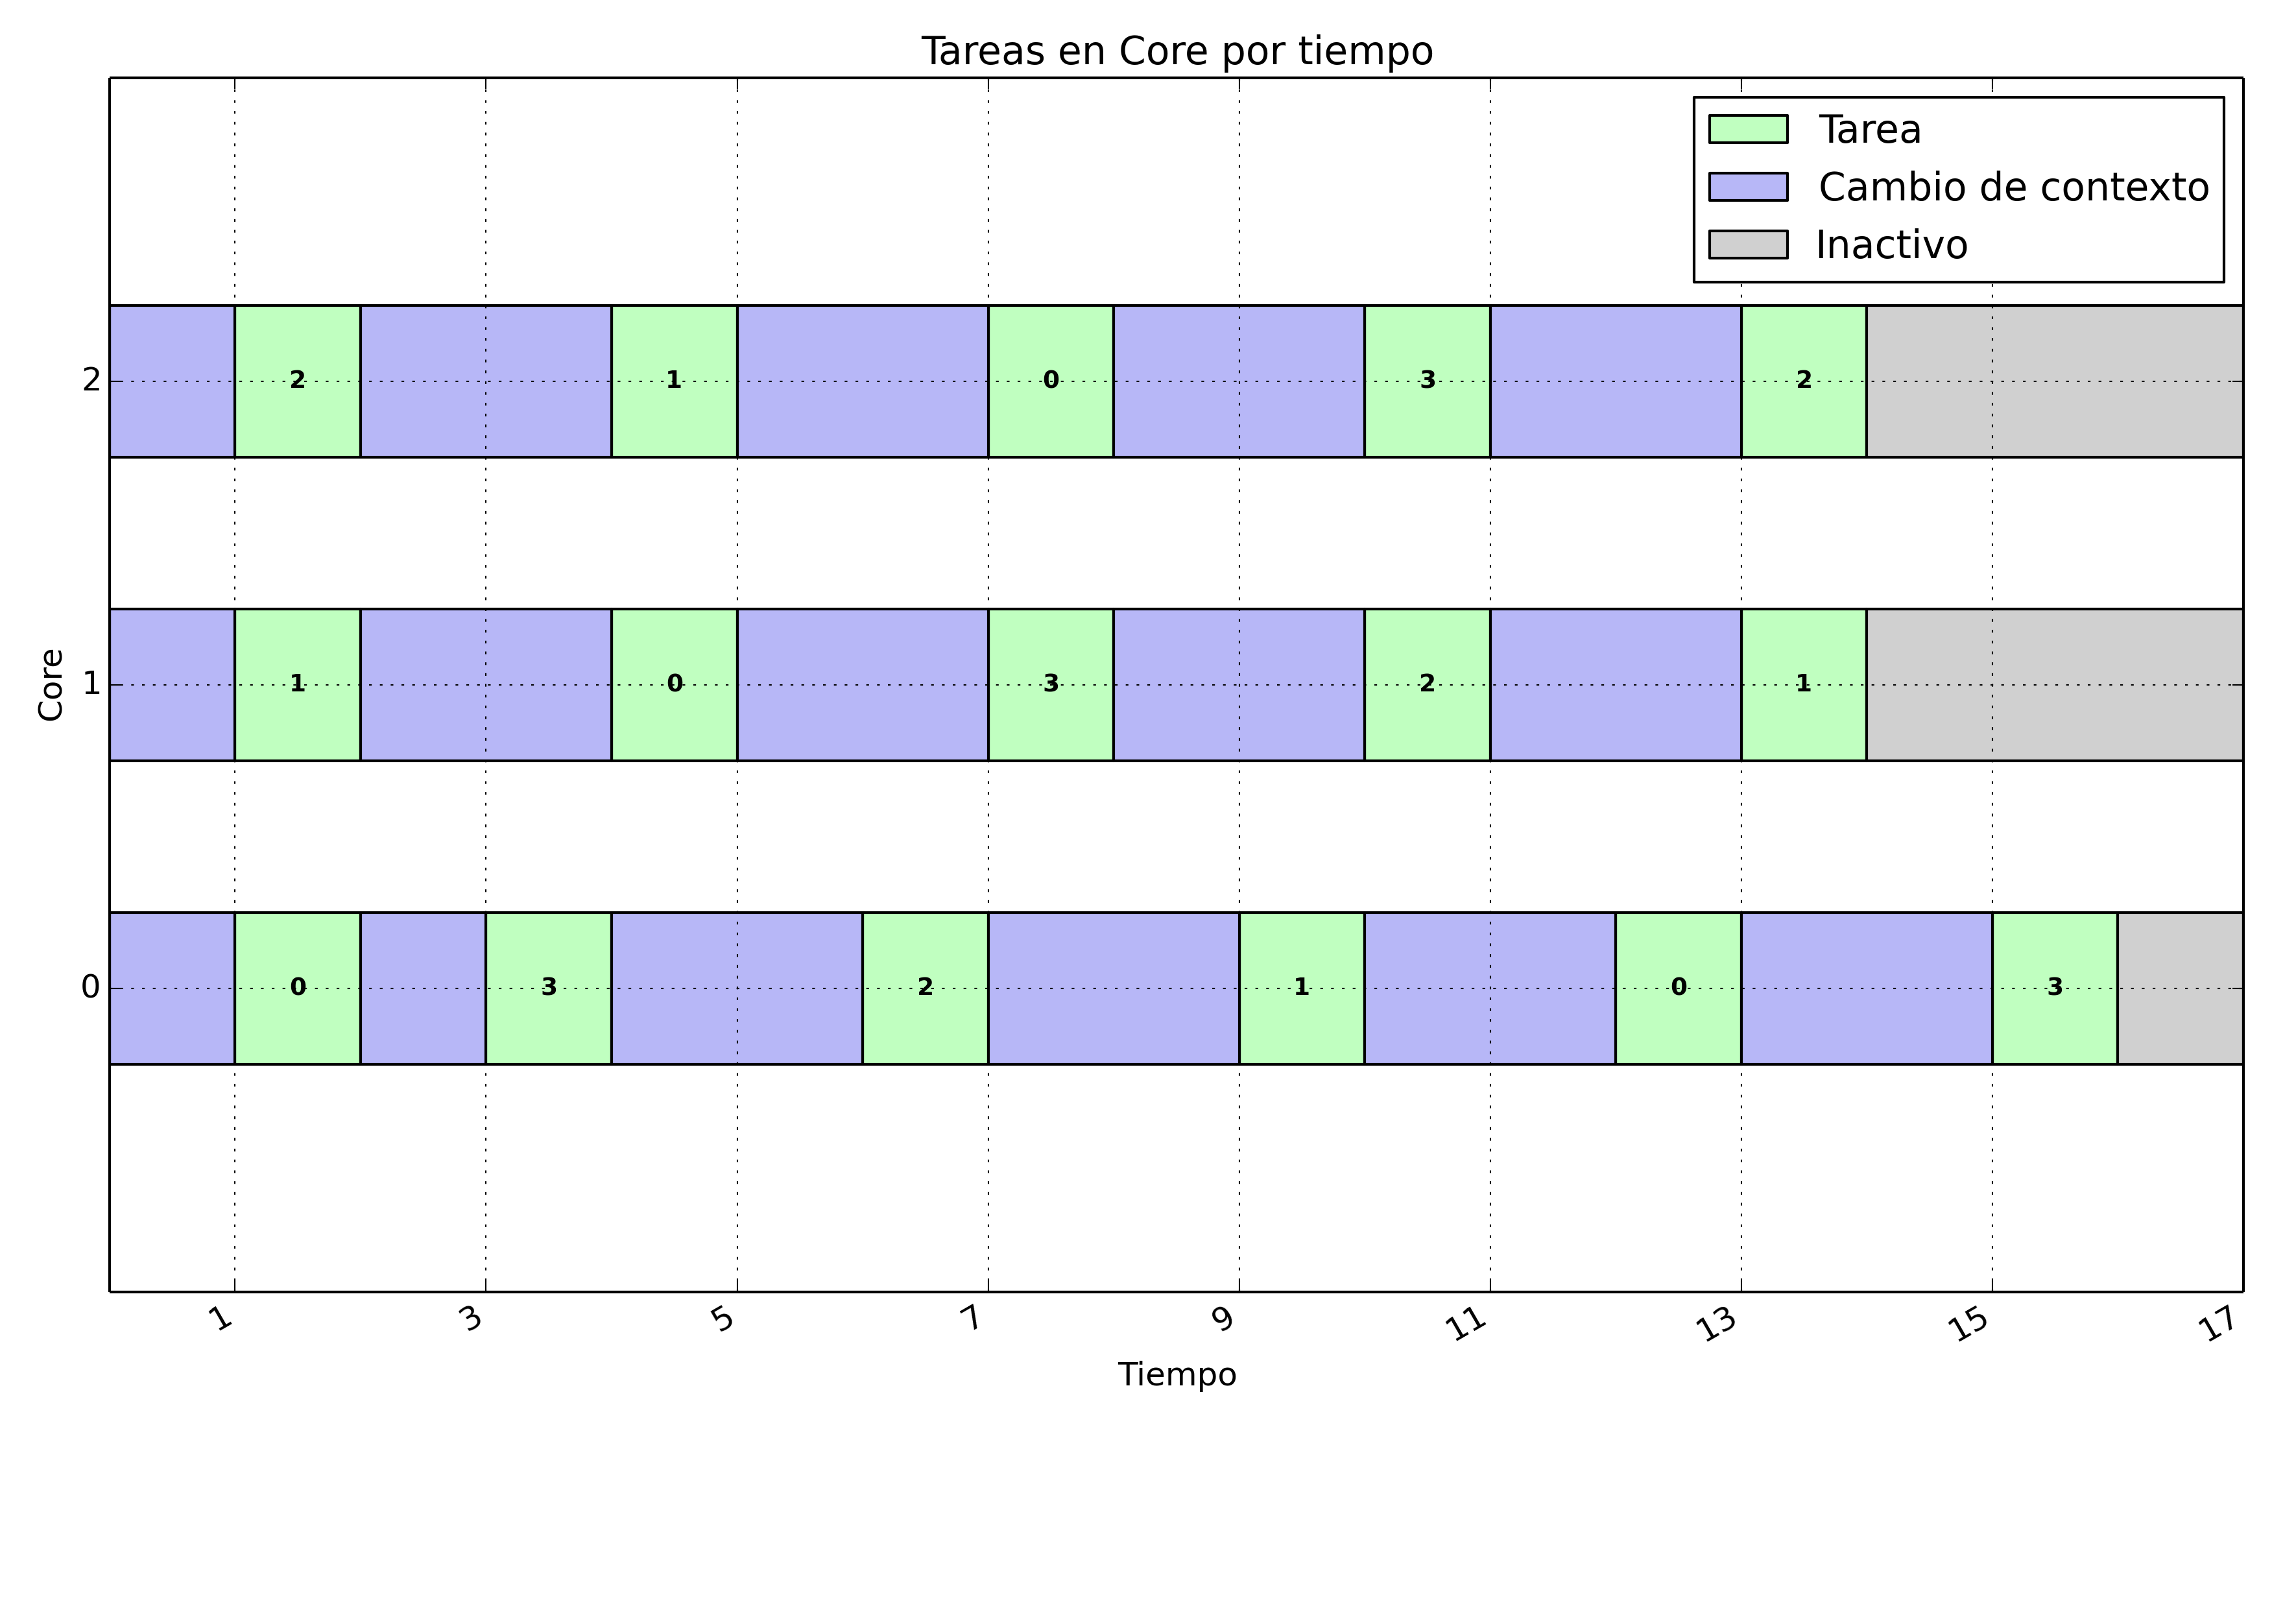 Tareas en Core por tiempo
Tarea
Cambio de contexto
Inactivo
2
2 1 0 3 2
Core
1
1 0 3 2 1
0
0 3 2 1 0 3
1 3 5 7 9 11 13 15 17
Tiempo